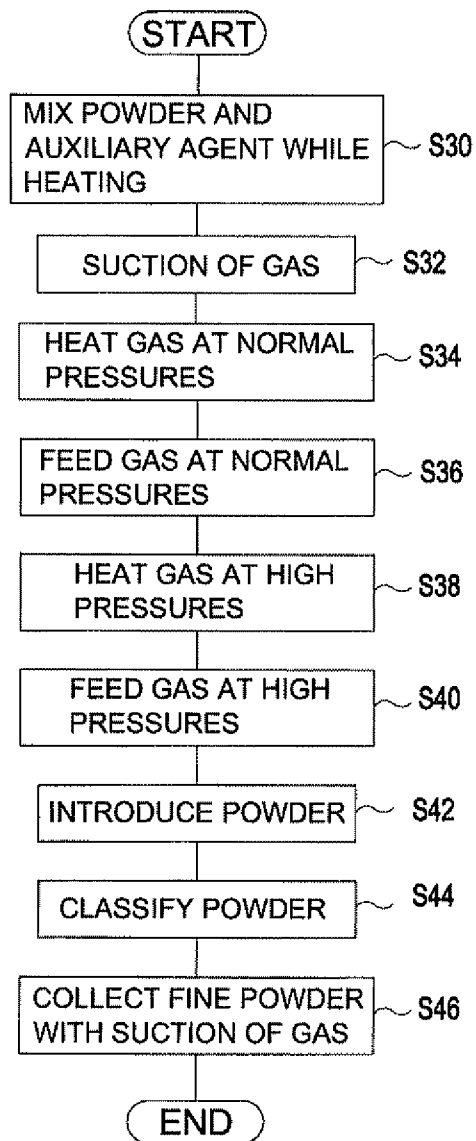 START
MIX POWDER AND
AUXILIARY AGENT WHILE
HEATING
S30
SUCTION OF GAS
S32
HEAT GAS AT NORMAL
PRESSURES
S34
FEED GAS AT NORMAL
PRESSURES
S36
HEAT GAS AT HIGH
PRESSURES
S38
FEED GAS AT HIGH
PRESSURES
S40
INTRODUCE POWDER
S42
CLASSIFY POWDER
S44
COLLECT FINE POWDER
WITH SUCTION OF GAS
S46
END